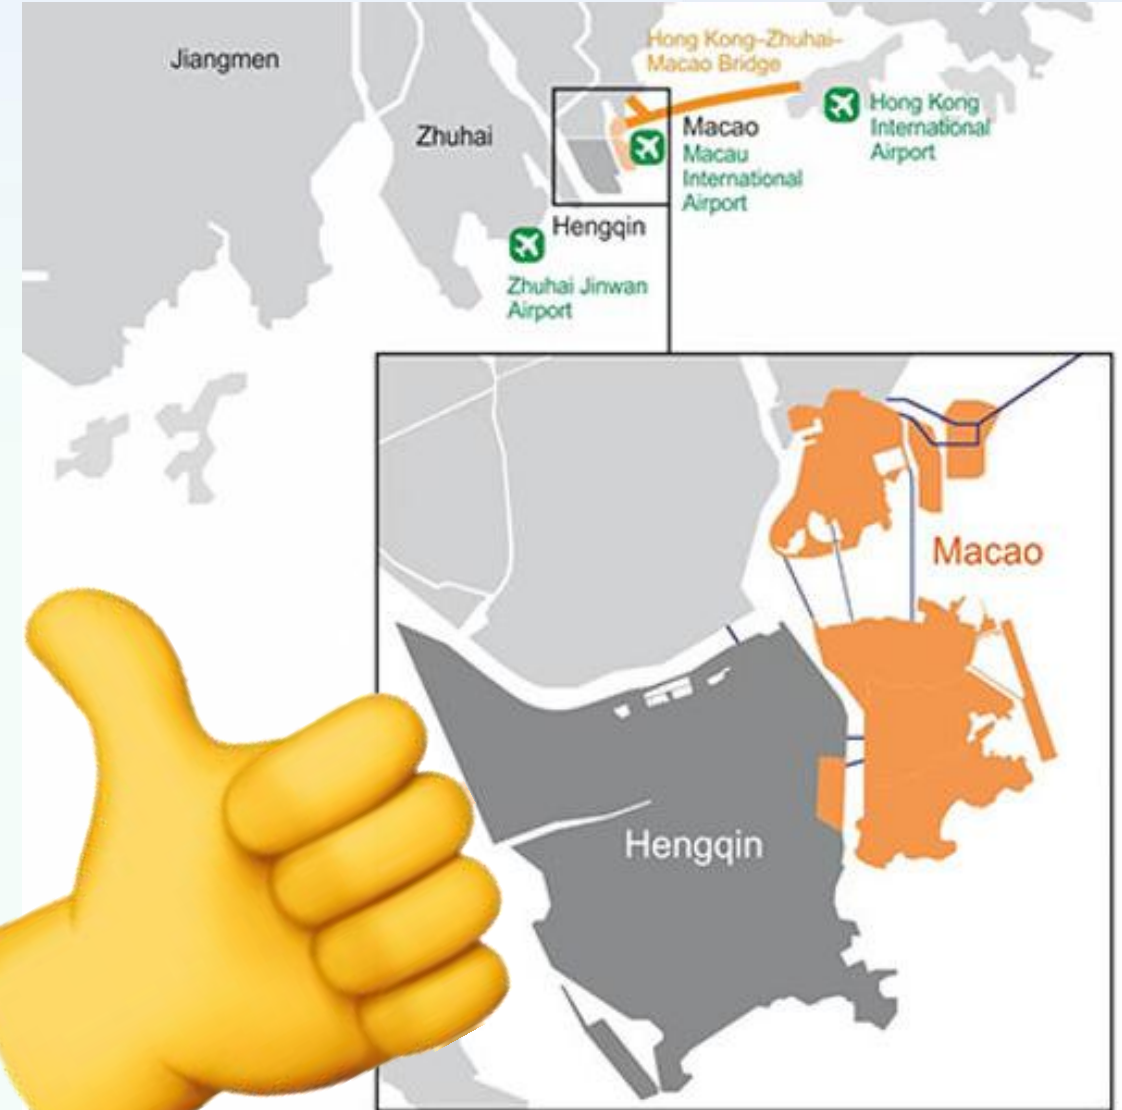 Jiangmen
Hong Kong–Zhuhai–
Macao Bridge
Zhuhai
Macao
Macau
International
Airport
Hong Kong
International
Airport
Hengqin
Zhuhai Jinwan
Airport
Macao
Hengqin